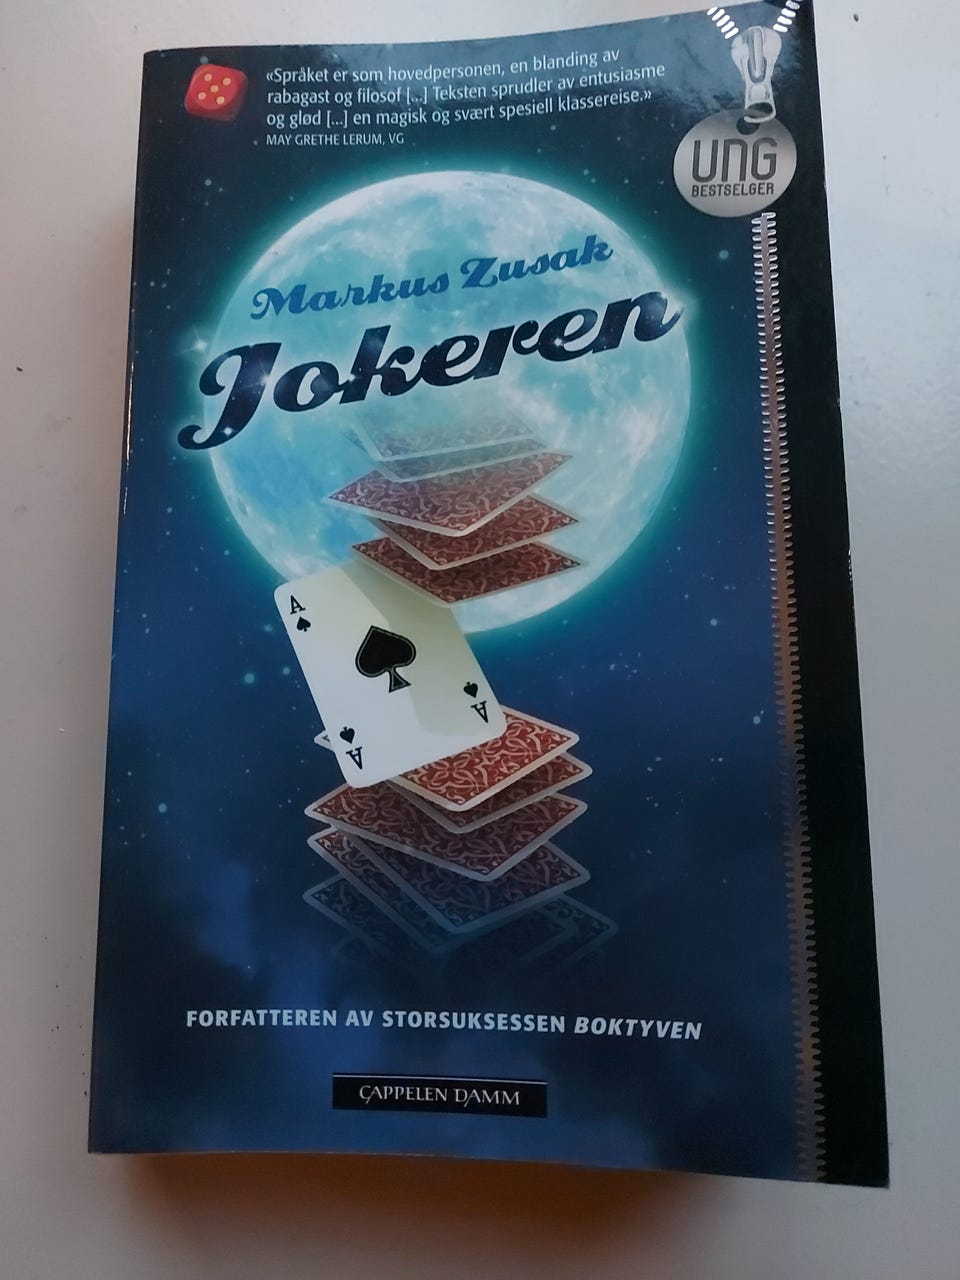 «Språket er som hovedpersonen, en blanding av
rabagast og filosof [...] Teksten sprudler av entusiasme
og glød [...] en magisk og svært spesiell klassereise.»
MAY GRETHE LERUM, VG
U
UNG
BESTSELGER
Markus Zusak
Jokeren
A
A
A
FORFATTEREN AV STORSUKSESSEN BOKTYVEN
CAPPELEN DAMM